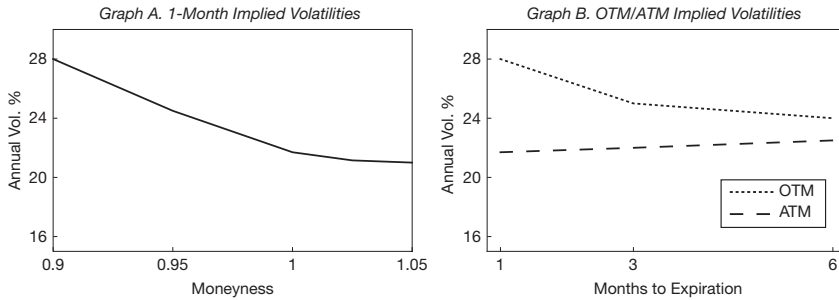 Graph A. 1-Month Implied Volatilities
Annual Vol. %
28
24
20
16
0.9 0.95 1 1.05
Moneyness
Graph B. OTM/ATM Implied Volatilities
Annual Vol. %
28
24
20
16
OTM
ATM
1 3 6
Months to Expiration